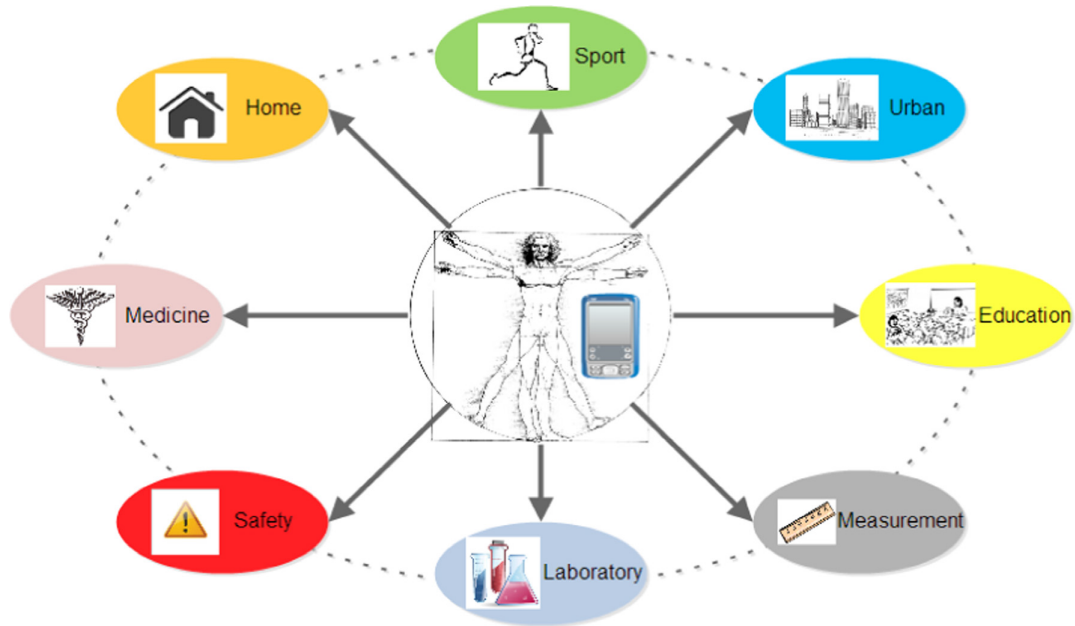 Sport
Home
Urban
Medicine
Education
Safety
Measurement
Laboratory